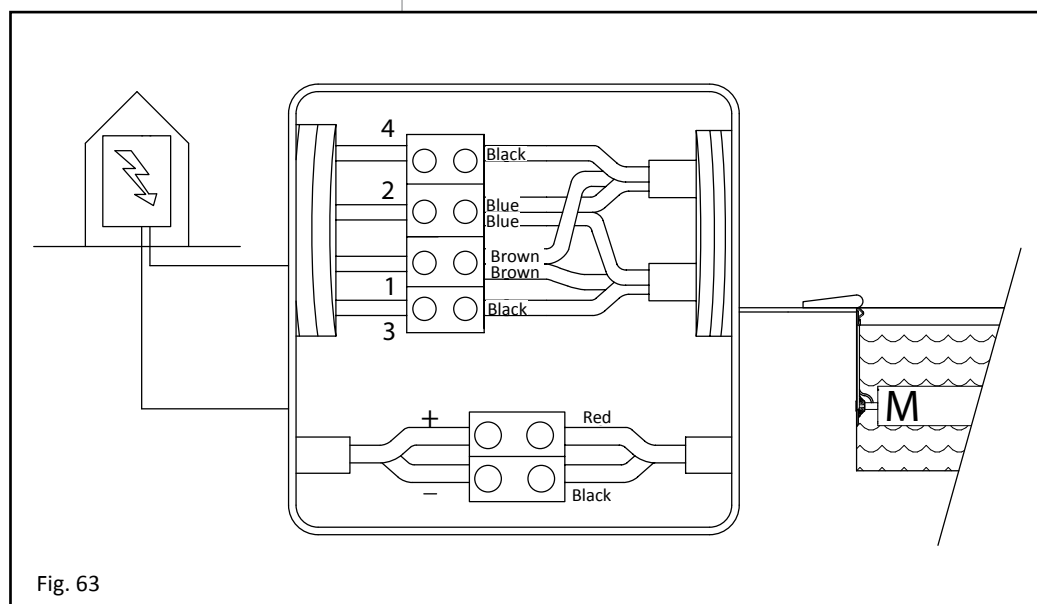 4
Black
2
Blue
Blue
Brown
Brown
1
Black
3
M
+
Red
−
Black
Fig. 63